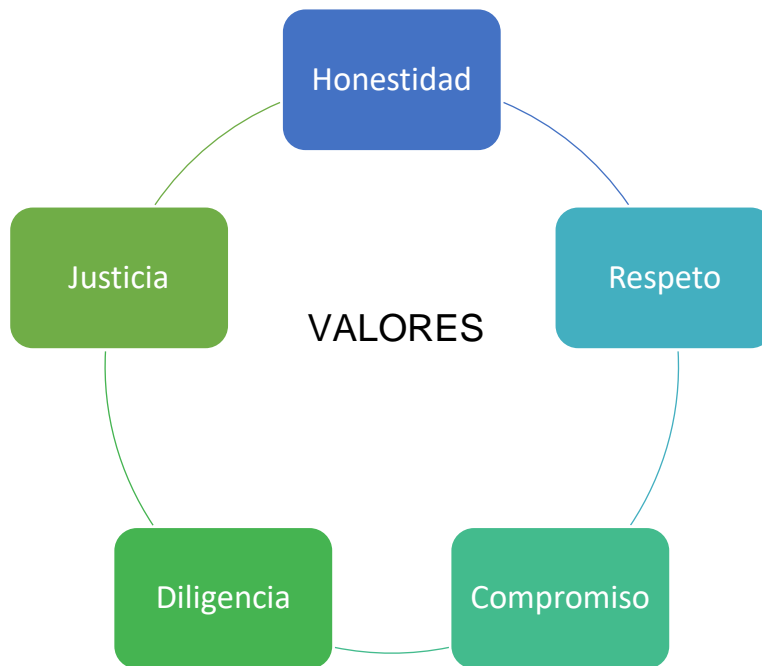 Honestidad
Respeto
Compromiso
Diligencia
Justicia
VALORES